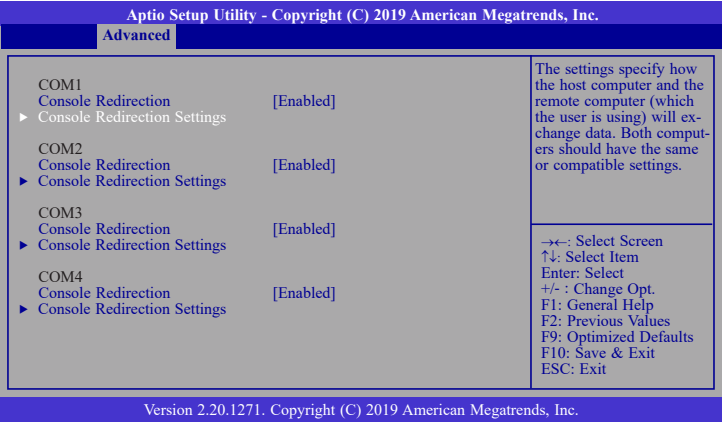 Aptio Setup Utility - Copyright (C) 2019 American Megatrends, Inc.
Advanced
COM1
Console Redirection [Enabled]
► Console Redirection Settings
COM2
Console Redirection [Enabled]
► Console Redirection Settings
COM3
Console Redirection [Enabled]
► Console Redirection Settings
COM4
Console Redirection [Enabled]
► Console Redirection Settings
The settings specify how
the host computer and the
remote computer (which
the user is using) will ex-
change data. Both comput-
ers should have the same
or compatible settings.
→←: Select Screen
↑↓: Select Item
Enter: Select
+/- : Change Opt.
F1: General Help
F2: Previous Values
F9: Optimized Defaults
F10: Save & Exit
ESC: Exit
Version 2.20.1271. Copyright (C) 2019 American Megatrends, Inc.